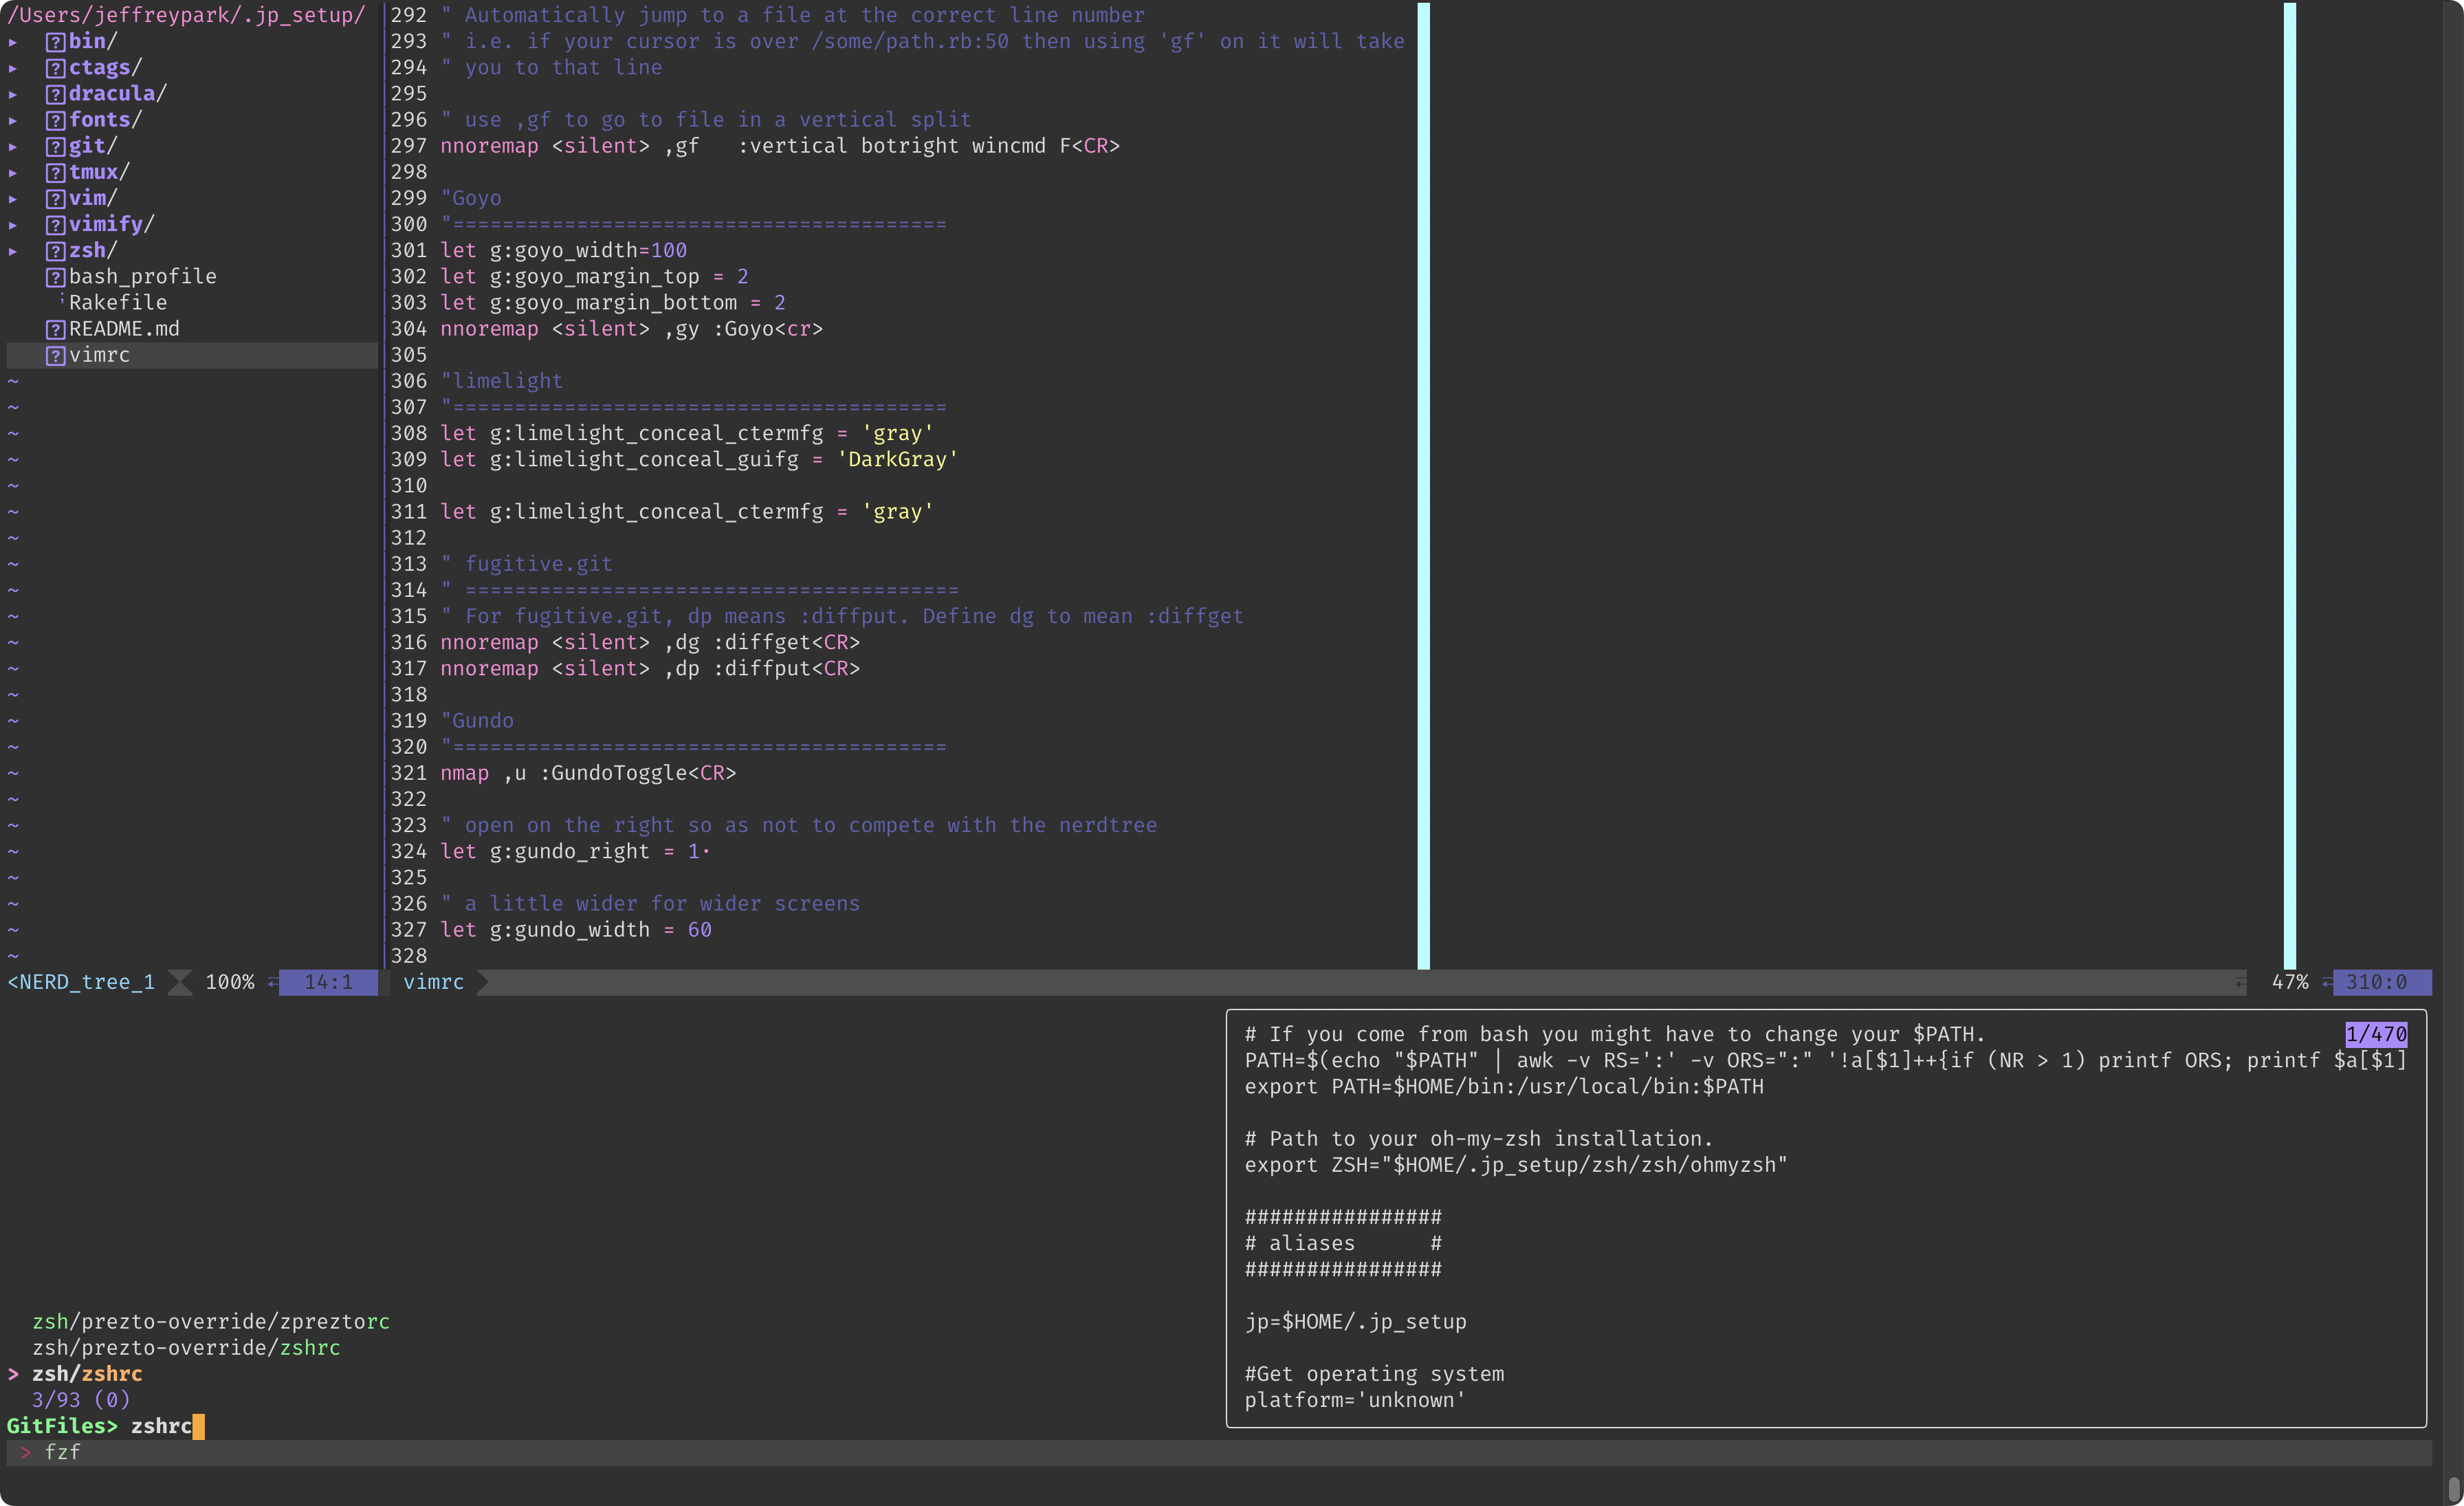 /Users/jeffreypark/.jp_setup/
▸ bin/
▸ ctags/
▸ dracula/
▸ fonts/
▸ git/
▸ tmux/
▸ vim/
▸ vimify/
▸ zsh/
bash_profile
Rakefile
README.md
vimrc
292 " Automatically jump to a file at the correct line number
293 " i.e. if your cursor is over /some/path.rb:50 then using 'gf' on it will take
294 " you to that line
295
296 " use ,gf to go to file in a vertical split
297 nnoremap <silent> ,gf   :vertical botright wincmd F<CR>
298
299 "Goyo
300 "========================================
301 let g:goyo_width=100
302 let g:goyo_margin_top = 2
303 let g:goyo_margin_bottom = 2
304 nnoremap <silent> ,gy :Goyo<cr>
305
306 "limelight
307 "========================================
308 let g:limelight_conceal_ctermfg = 'gray'
309 let g:limelight_conceal_guifg = 'DarkGray'
310
311 let g:limelight_conceal_ctermfg = 'gray'
312
313 " fugitive.git
314 " ========================================
315 " For fugitive.git, dp means :diffput. Define dg to mean :diffget
316 nnoremap <silent> ,dg :diffget<CR>
317 nnoremap <silent> ,dp :diffput<CR>
318
319 "Gundo
320 "========================================
321 nmap ,u :GundoToggle<CR>
322
323 " open on the right so as not to compete with the nerdtree
324 let g:gundo_right = 1·
325
326 " a little wider for wider screens
327 let g:gundo_width = 60
328
<NERD_tree_1 100% 14:1 vimrc 47% 310:0
zsh/prezto-override/zpreztorc
zsh/prezto-override/zshrc
> zsh/zshrc
3/93 (0)
GitFiles> zshrc
> fzf
# If you come from bash you might have to change your $PATH. 1/470
PATH=$(echo "$PATH" | awk -v RS=':' -v ORS=":" '!a[$1]++{if (NR > 1) printf ORS; printf $a[$1]
export PATH=$HOME/bin:/usr/local/bin:$PATH
# Path to your oh-my-zsh installation.
export ZSH="$HOME/.jp_setup/zsh/zsh/ohmyzsh"
################
# aliases      #
################
jp=$HOME/.jp_setup
#Get operating system
platform='unknown'